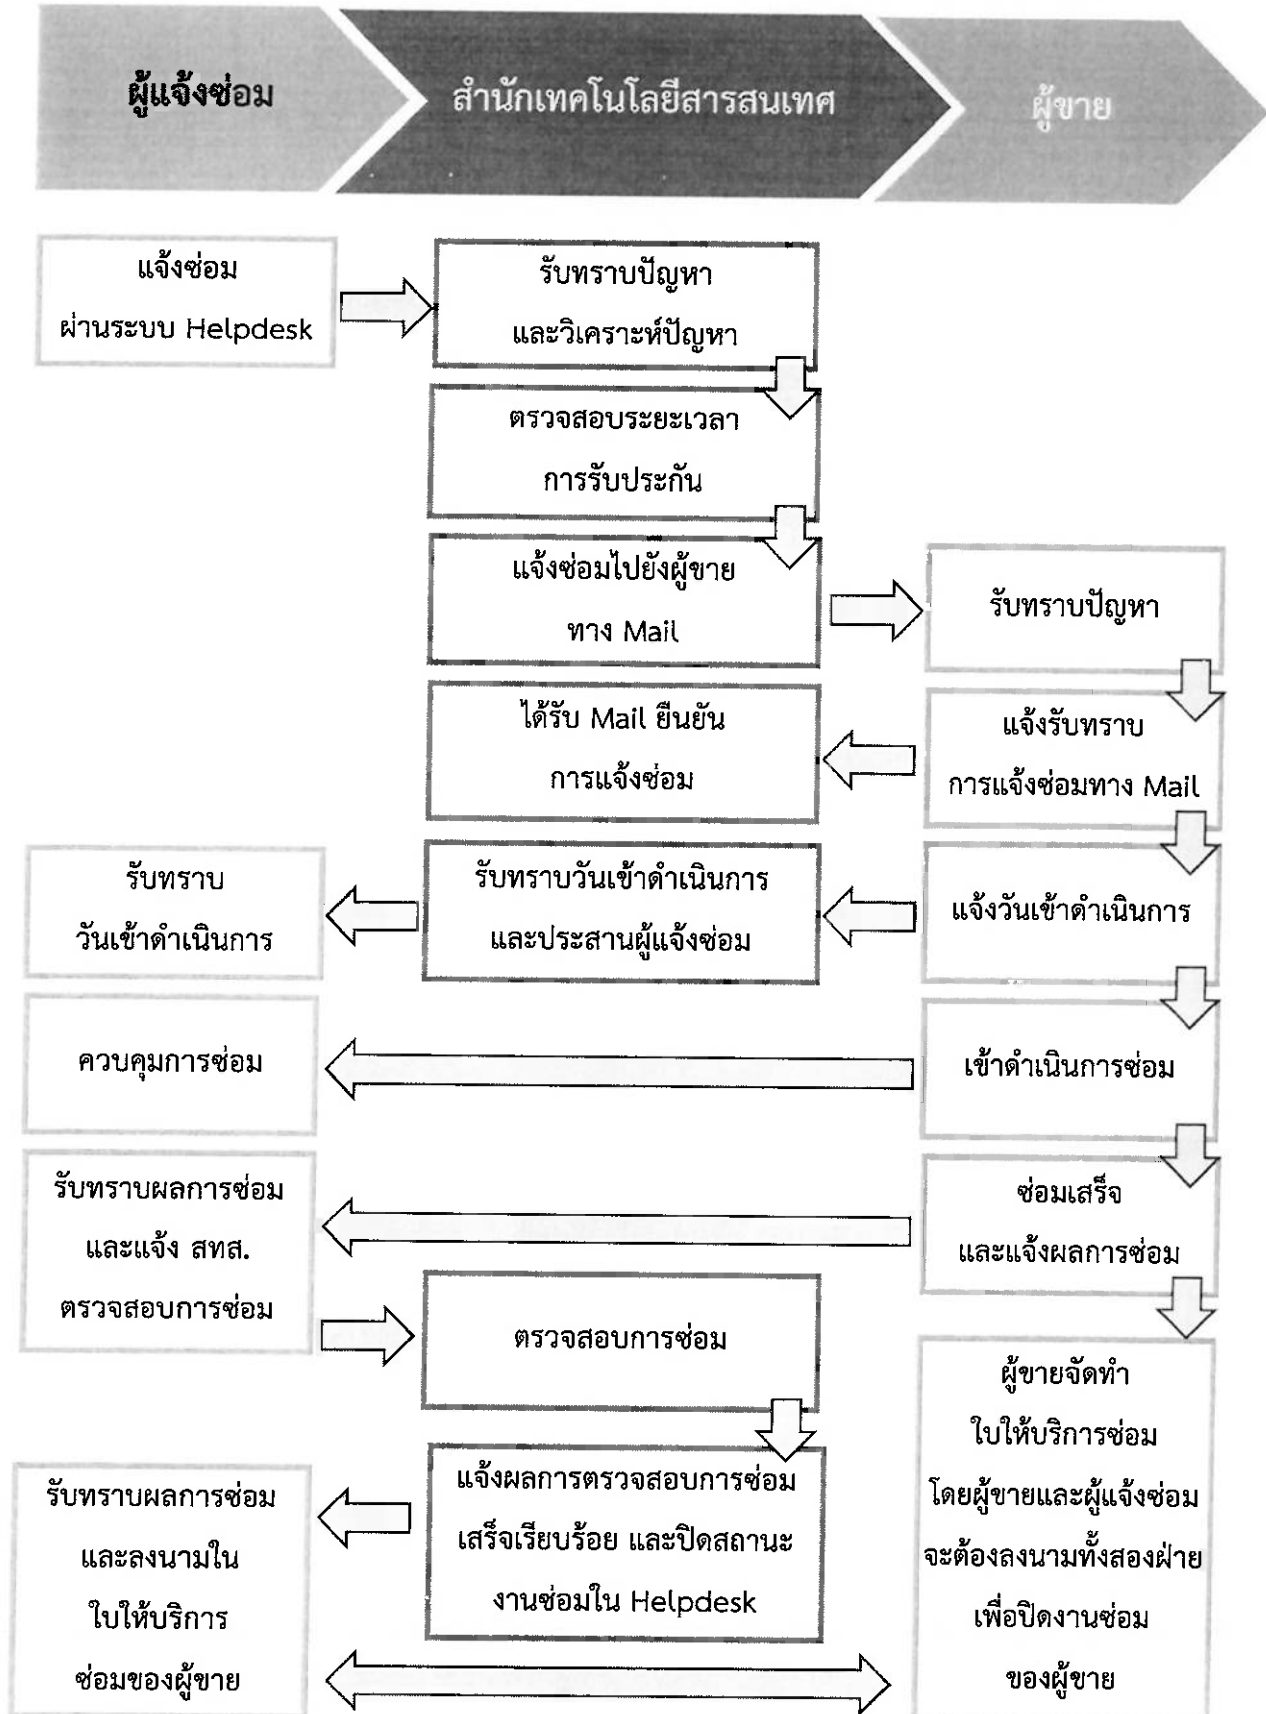 ผู้แจ้งซ่อม
สำนักเทคโนโลยีสารสนเทศ
ผู้ขาย
แจ้งซ่อม
ผ่านระบบ Helpdesk
รับทราบปัญหา
และวิเคราะห์ปัญหา
ตรวจสอบระยะเวลา
การรับประกัน
แจ้งซ่อมไปยังผู้ขาย
ทาง Mail
รับทราบปัญหา
ได้รับ Mail ยืนยัน
การแจ้งซ่อม
แจ้งรับทราบ
การแจ้งซ่อมทาง Mail
รับทราบ
วันเข้าดำเนินการ
รับทราบวันเข้าดำเนินการ
และประสานผู้แจ้งซ่อม
แจ้งวันเข้าดำเนินการ
ควบคุมการซ่อม
เข้าดำเนินการซ่อม
รับทราบผลการซ่อม
และแจ้ง สทส.
ตรวจสอบการซ่อม
ซ่อมเสร็จ
และแจ้งผลการซ่อม
ตรวจสอบการซ่อม
ผู้ขายจัดทำ
ใบให้บริการซ่อม
โดยผู้ขายและผู้แจ้งซ่อม
จะต้องลงนามทั้งสองฝ่าย
เพื่อปิดงานซ่อม
ของผู้ขาย
แจ้งผลการตรวจสอบการซ่อม
เสร็จเรียบร้อย และปิดสถานะ
งานซ่อมใน Helpdesk
รับทราบผลการซ่อม
และลงนามใน
ใบให้บริการ
ซ่อมของผู้ขาย